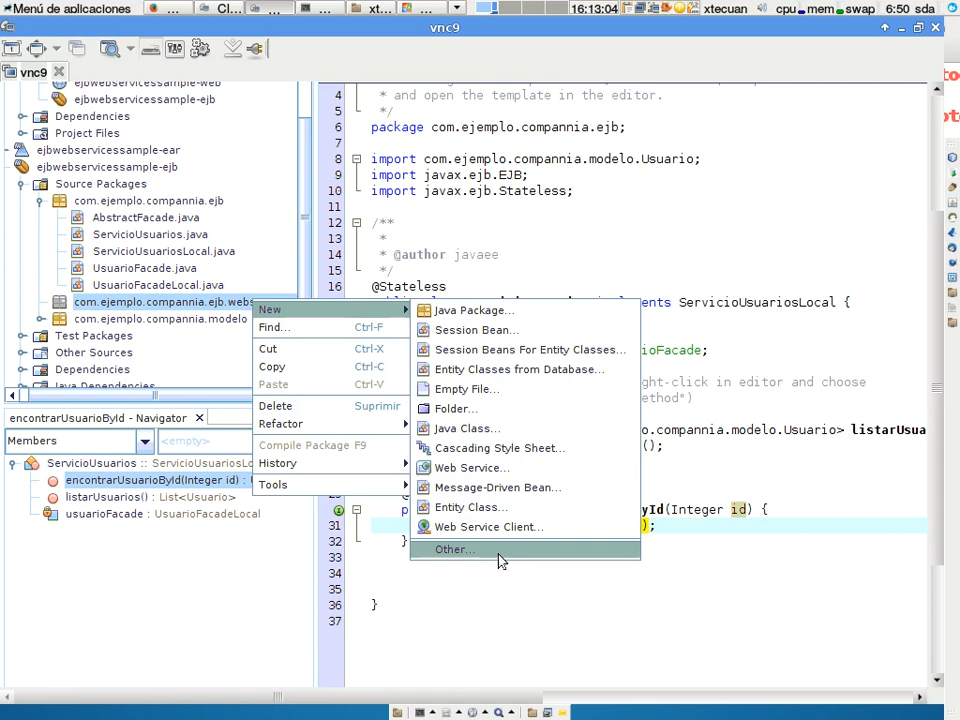 Menú de aplicaciones
...
Cl...
...
...
xt...
...
16:13:04
xtecuan
cpu
mem
swap
6:50
sda
vnc9
vnc9
ejbwebservicessample-web
ejbwebservicessample-ejb
Dependencies
Project Files
ejbwebservicessample-ear
ejbwebservicessample-ejb
Source Packages
com.ejemplo.compannia.ejb
AbstractFacade.java
ServicioUsuarios.java
ServicioUsuariosLocal.java
UsuarioFacade.java
UsuarioFacadeLocal.java
com.ejemplo.compannia.ejb.webs
com.ejemplo.compannia.modelo
Test Packages
Other Sources
Dependencies
Java Dependencies
encontrarUsuarioById - Navigator
Members
<empty>
ServicioUsuarios :: ServicioUsuariosLo
encontrarUsuarioById(Integer id) : U
listarUsuarios() : List<Usuario>
usuarioFacade : UsuarioFacadeLocal
New
Find... Ctrl-F
Cut Ctrl-X
Copy Ctrl-C
Paste Ctrl-V
Delete Suprimir
Refactor
Compile Package F9
History
Tools
Java Package...
Session Bean...
Session Beans For Entity Classes...
Entity Classes from Database...
Empty File...
Folder...
Java Class...
Cascading Style Sheet...
Web Service...
Message-Driven Bean...
Entity Class...
Web Service Client...
Other...
4 * and open the template in the editor.
5 */
6 package com.ejemplo.compannia.ejb;
7
8 import com.ejemplo.compannia.modelo.Usuario;
9 import javax.ejb.EJB;
10 import javax.ejb.Stateless;
11
12 /**
13 *
14 * @author javaee
15 */
16 @Stateless
ents ServicioUsuariosLocal {
ioFacade;
ght-click in editor and choose
ethod")
o.compannia.modelo.Usuario> listarUsua
();
yId(Integer id) {
31 );
32 }
33
34
35
36 }
37